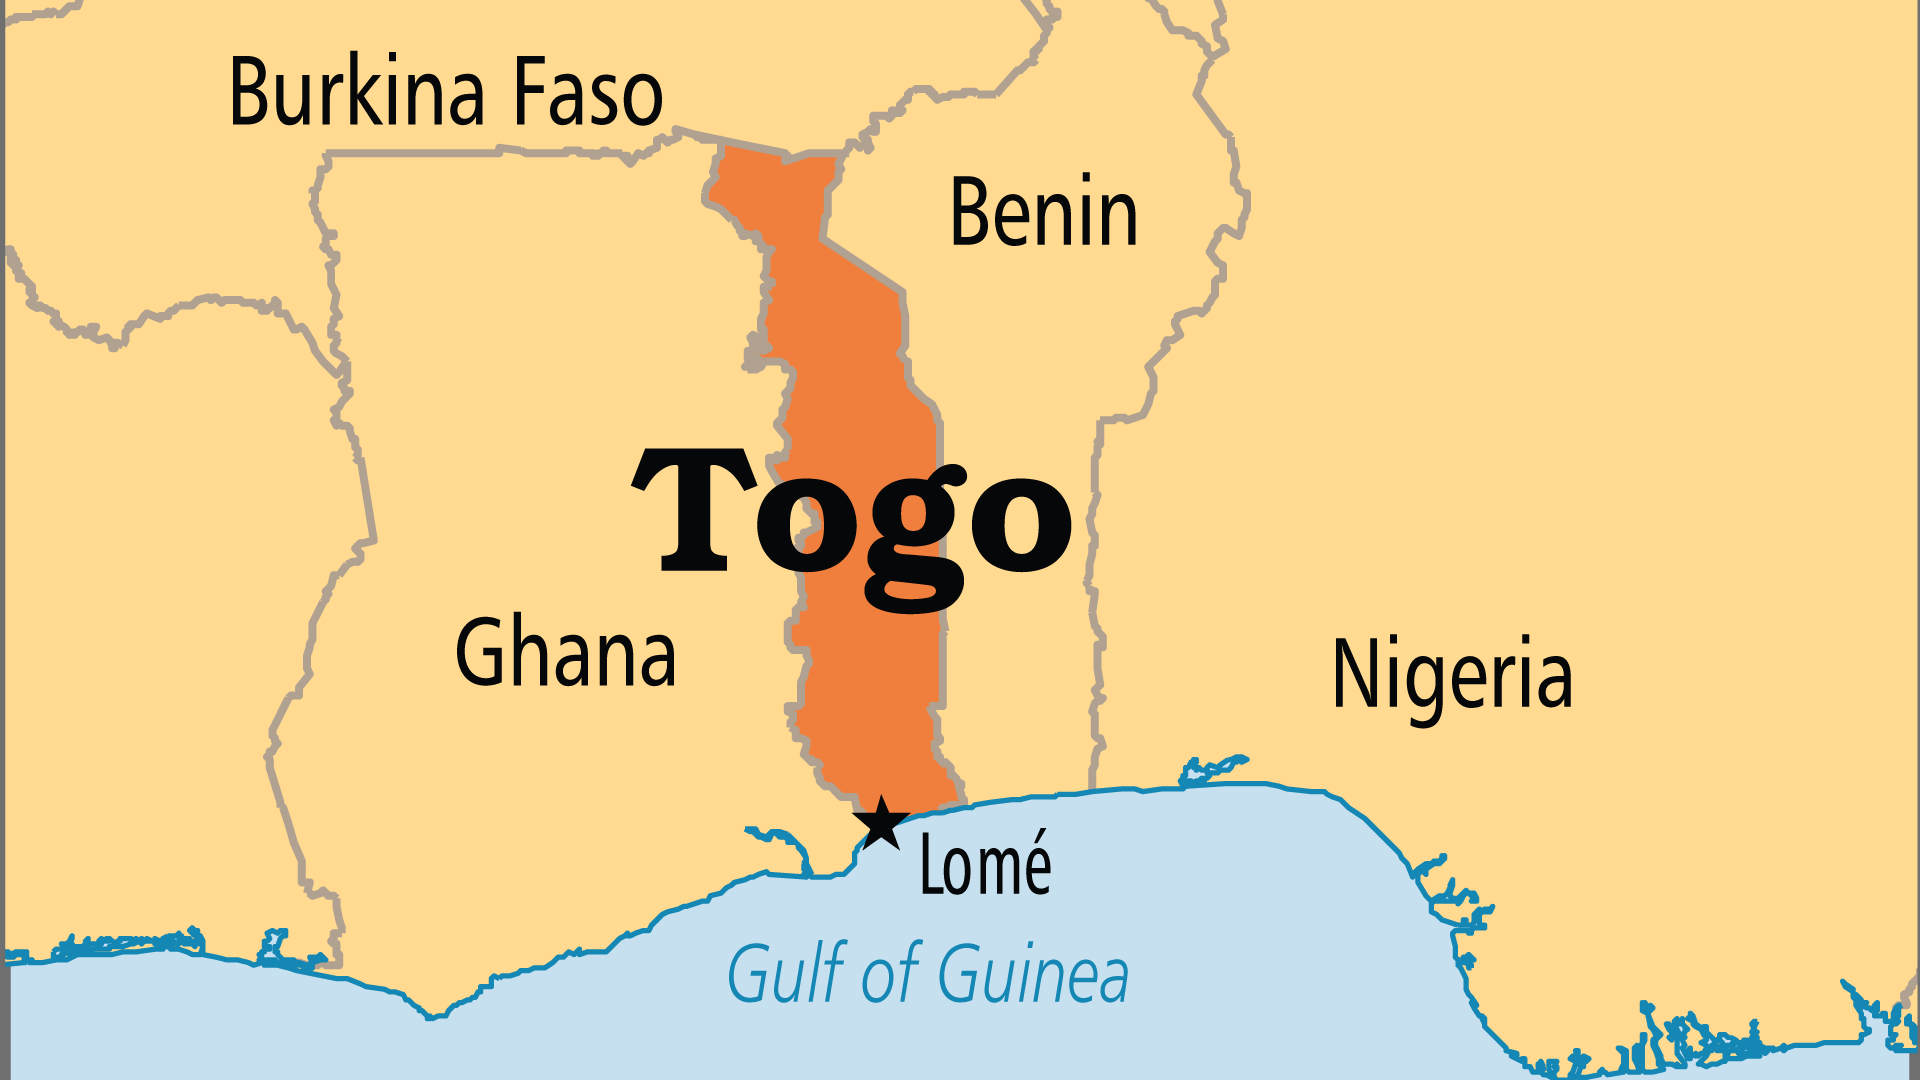 Burkina Faso
Benin
Togo
Ghana
Nigeria
Lomé
Gulf of Guinea